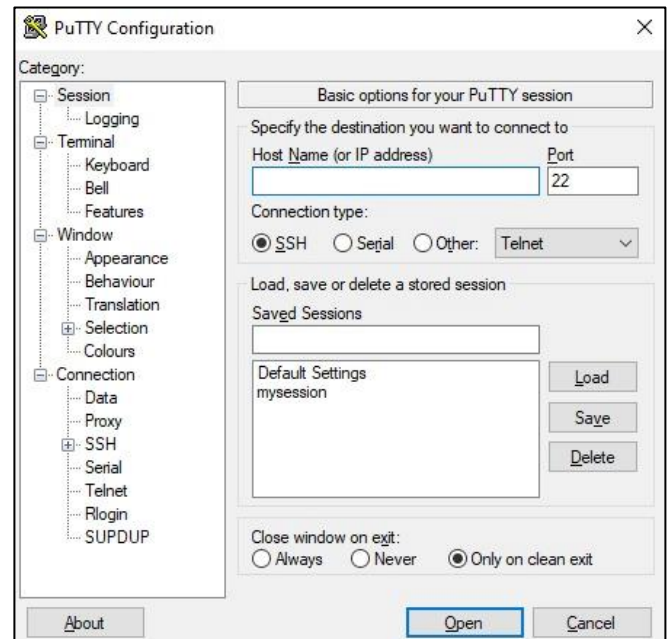 PuTTY Configuration
Category:
Session
Logging
Terminal
Keyboard
Bell
Features
Window
Appearance
Behaviour
Translation
Selection
Colours
Connection
Data
Proxy
SSH
Serial
Telnet
Rlogin
SUPDUP
Basic options for your PuTTY session
Specify the destination you want to connect to
Host Name (or IP address) Port
22
Connection type:
SSH Serial Other: Telnet
Load, save or delete a stored session
Saved Sessions
Default Settings
mysession
Load
Save
Delete
Close window on exit:
Always Never Only on clean exit
About Open Cancel